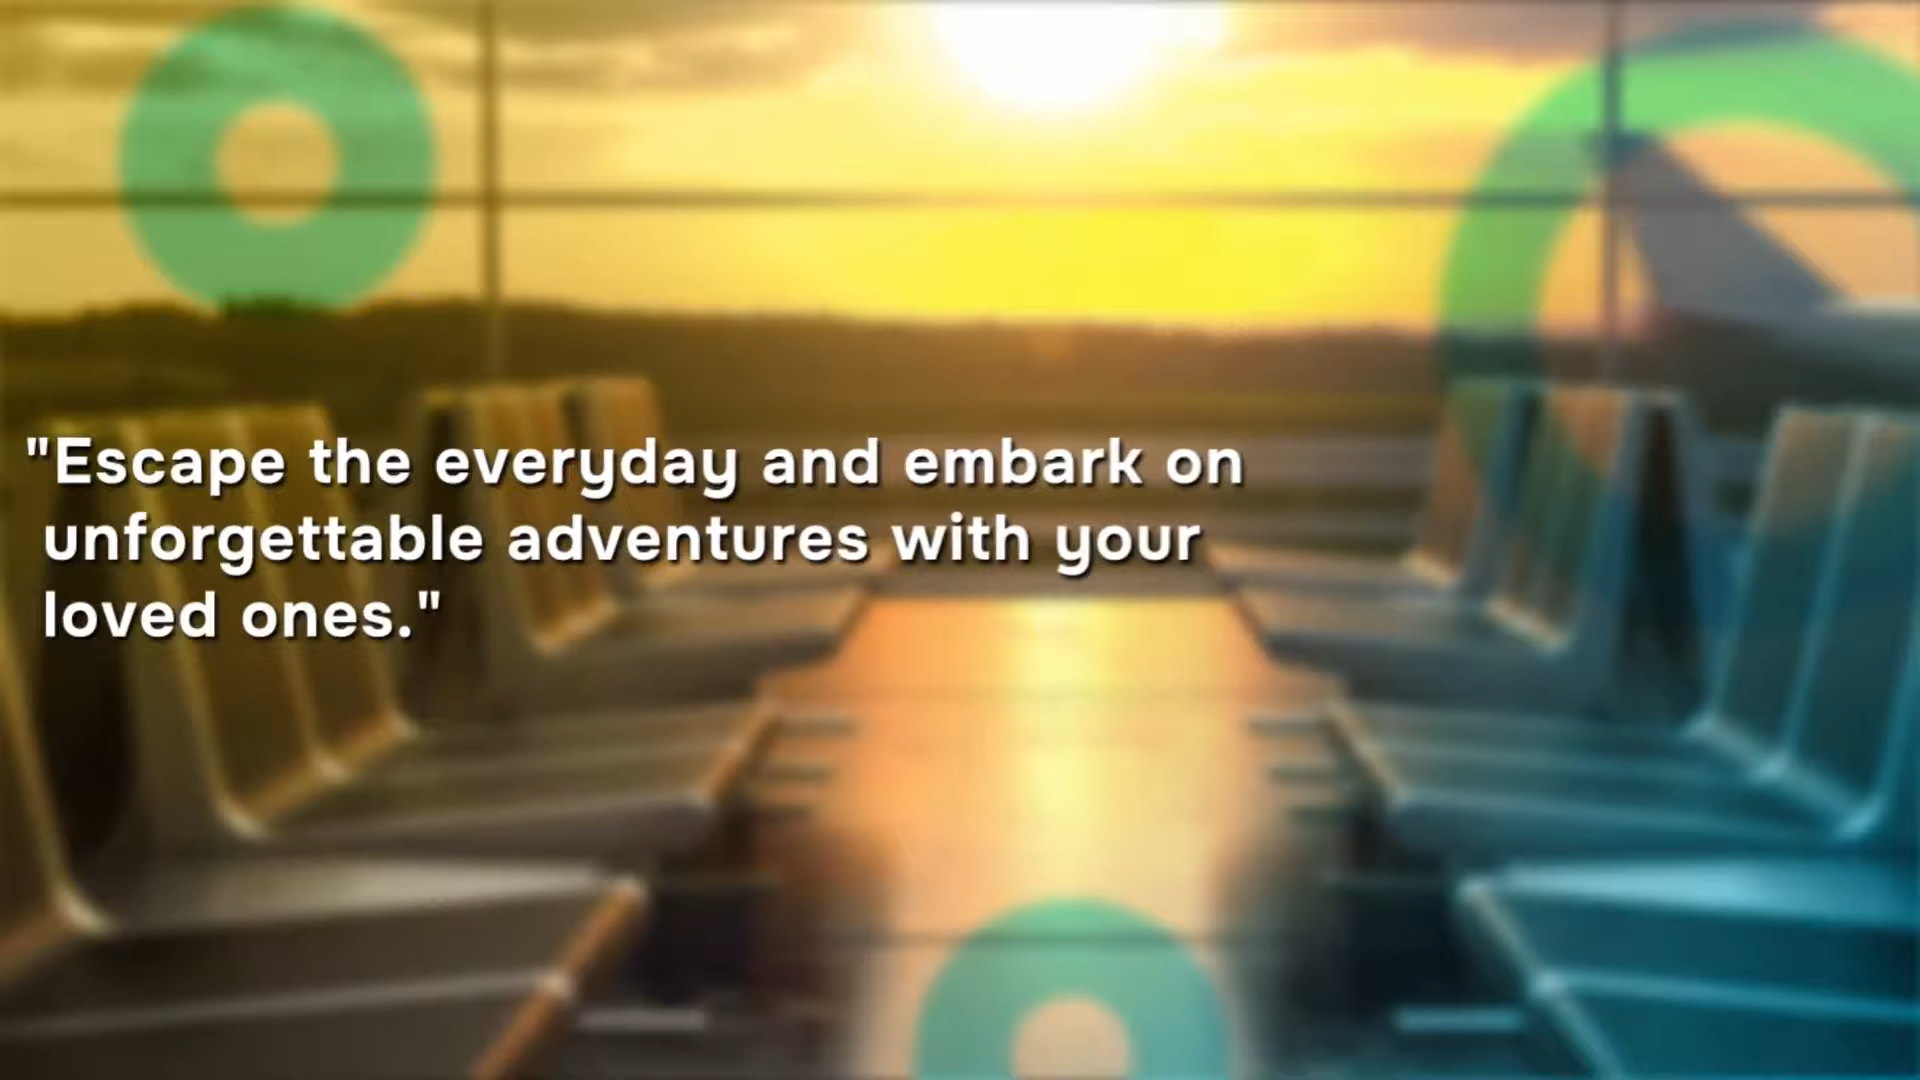 "Escape the everyday and embark on
unforgettable adventures with your
loved ones."